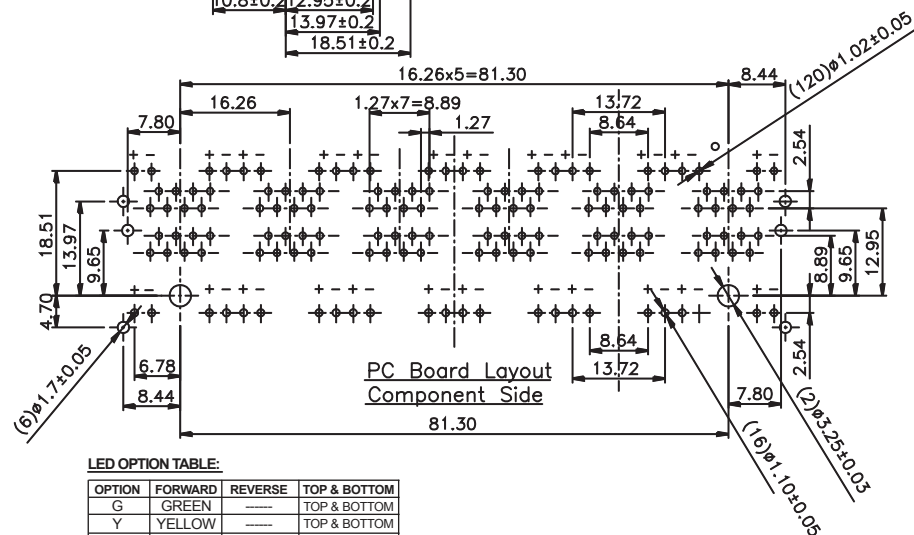 10.8±0.2 12.95±0.2
13.97±0.2
18.51±0.2
16.26x5=81.30
8.44
(120)ø1.02±0.05
16.26
1.27x7=8.89
13.72
7.80
1.27
8.64
2.54
+ - + - + - + - + - + - + - + - + - + - + - + -
18.51
13.97
9.65
8.89
9.65
12.95
4.70
+ - + - + - + - + - + - + - + - + - + - + - + -
8.64
2.54
6.78
PC Board Layout
13.72
8.44
Component Side
7.80
(6)ø1.7±0.05
81.30
(2)ø3.25±0.03
(16)ø1.10±0.05
LED OPTION TABLE:
OPTION FORWARD REVERSE TOP & BOTTOM
G GREEN ------ TOP & BOTTOM
Y YELLOW ------ TOP & BOTTOM